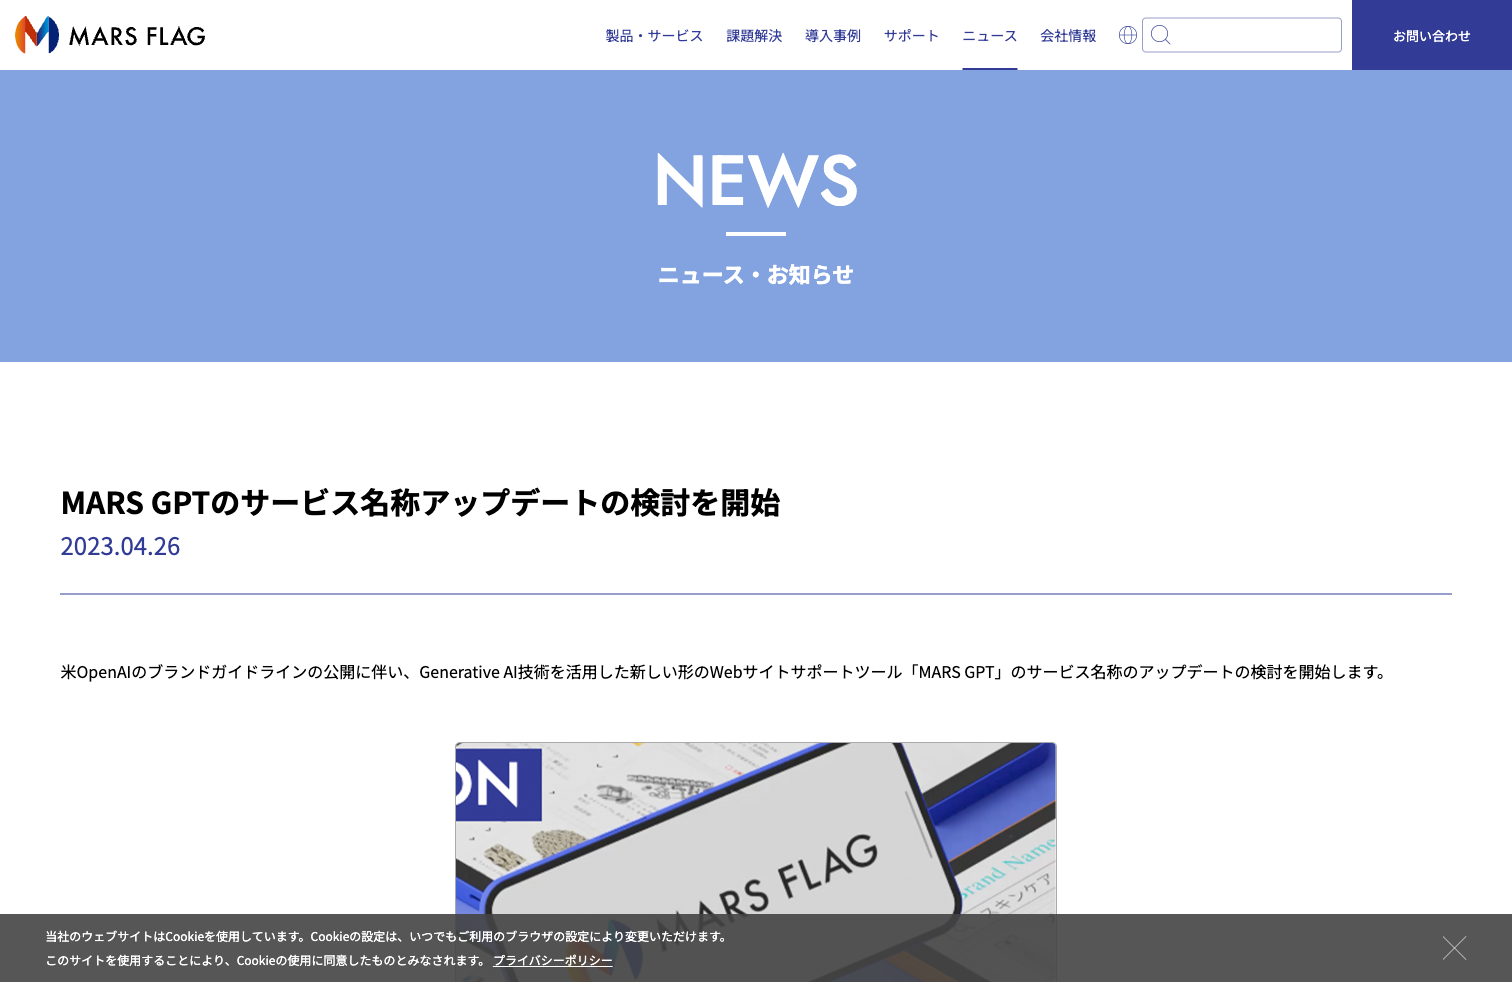 MARS FLAG
製品・サービス 課題解決 導入事例 サポート ニュース 会社情報
お問い合わせ
NEWS
ニュース・お知らせ
MARS GPTのサービス名称アップデートの検討を開始
2023.04.26
米OpenAIのブランドガイドラインの公開に伴い、Generative AI技術を活用した新しい形のWebサイトサポートツール「MARS GPT」のサービス名称のアップデートの検討を開始します。
ON
MARS FLAG
Brand Name
スキンケア
当社のウェブサイトはCookieを使用しています。Cookieの設定は、いつでもご利用のブラウザの設定により変更いただけます。
このサイトを使用することにより、Cookieの使用に同意したものとみなされます。 プライバシーポリシー